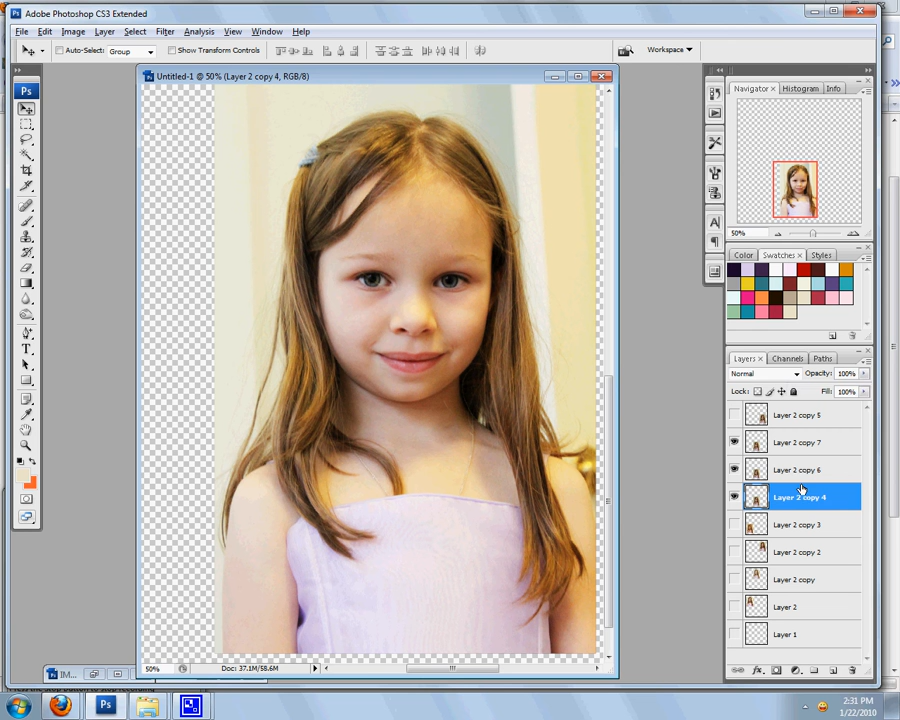 Adobe Photoshop CS3 Extended
File Edit Image Layer Select Filter Analysis View Window Help
Auto-Select: Group Show Transform Controls Workspace
Ps
Untitled-1 @ 50% (Layer 2 copy 4, RGB/8)
Navigator Histogram Info
50%
Color Swatches Styles
Layers Channels Paths
Normal Opacity: 100%
Lock: Fill: 100%
Layer 2 copy 5
Layer 2 copy 7
Layer 2 copy 6
Layer 2 copy 4
Layer 2 copy 3
Layer 2 copy 2
Layer 2 copy
Layer 2
Layer 1
50% Doc: 37.1M/58.6M
IM...
Ps
2:31 PM
1/22/2010